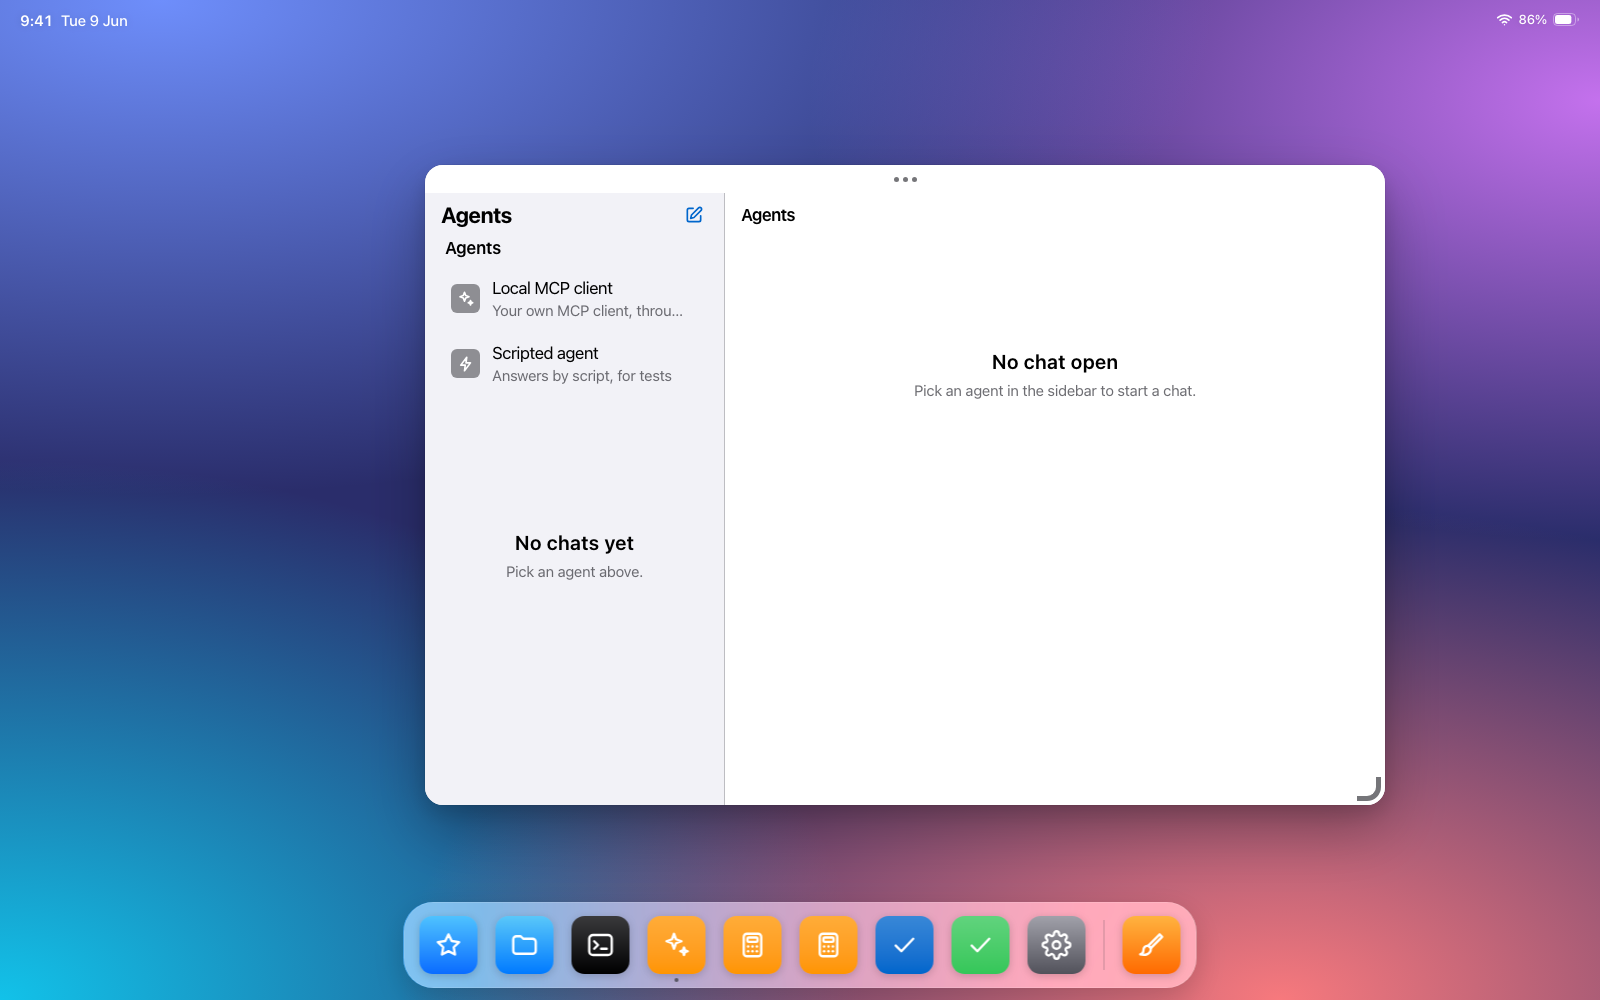 9:41 Tue 9 Jun
86%
Agents
Agents
Agents
Local MCP client
Your own MCP client, throu...
Scripted agent
Answers by script, for tests
No chats yet
Pick an agent above.
No chat open
Pick an agent in the sidebar to start a chat.